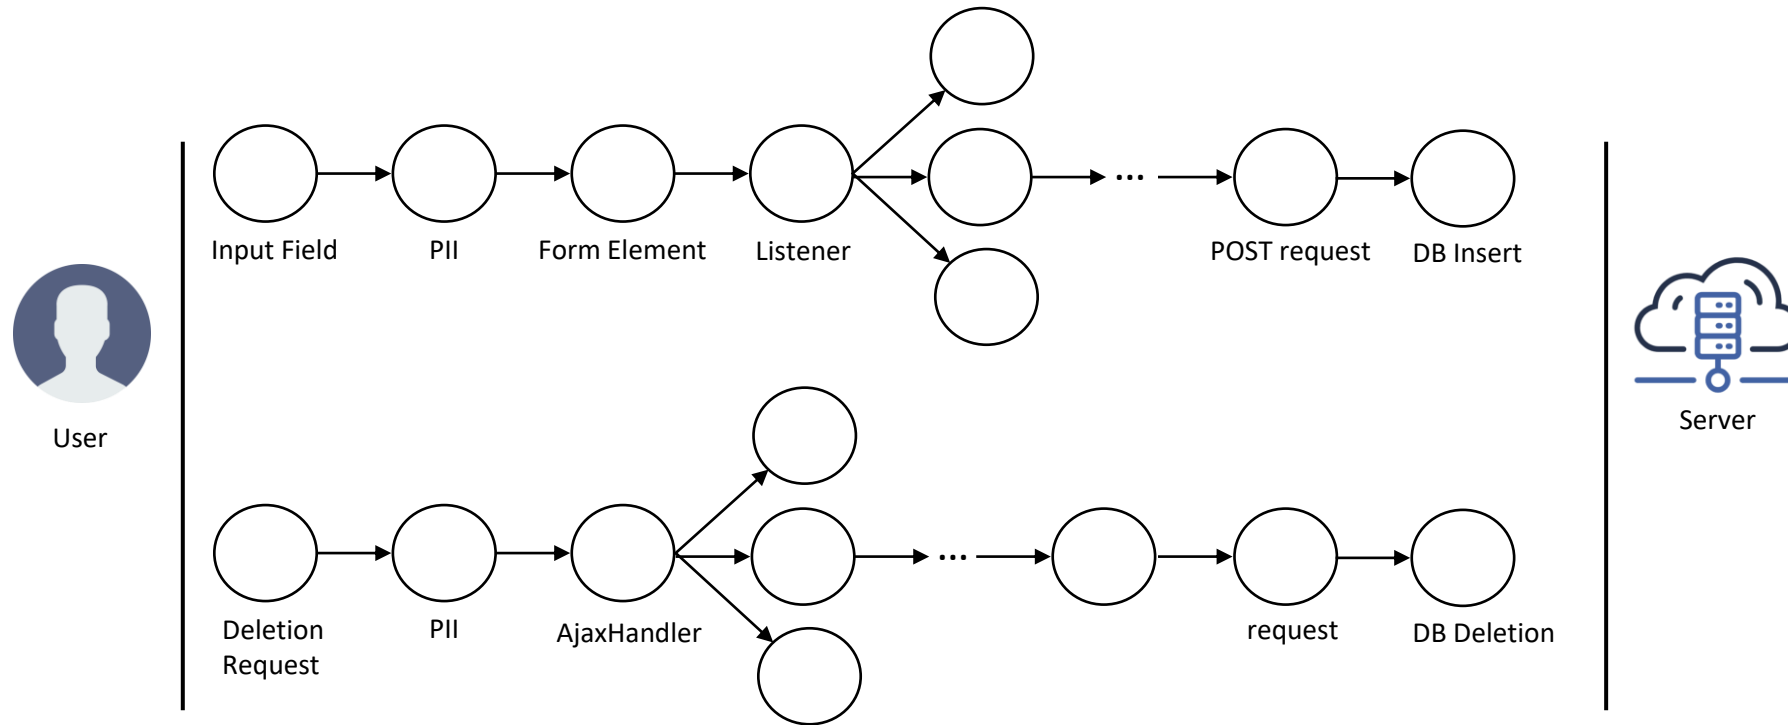 ...
Input Field
PII
Form Element
Listener
POST request
DB Insert
User
Server
...
Deletion
Request
PII
AjaxHandler
request
DB Deletion